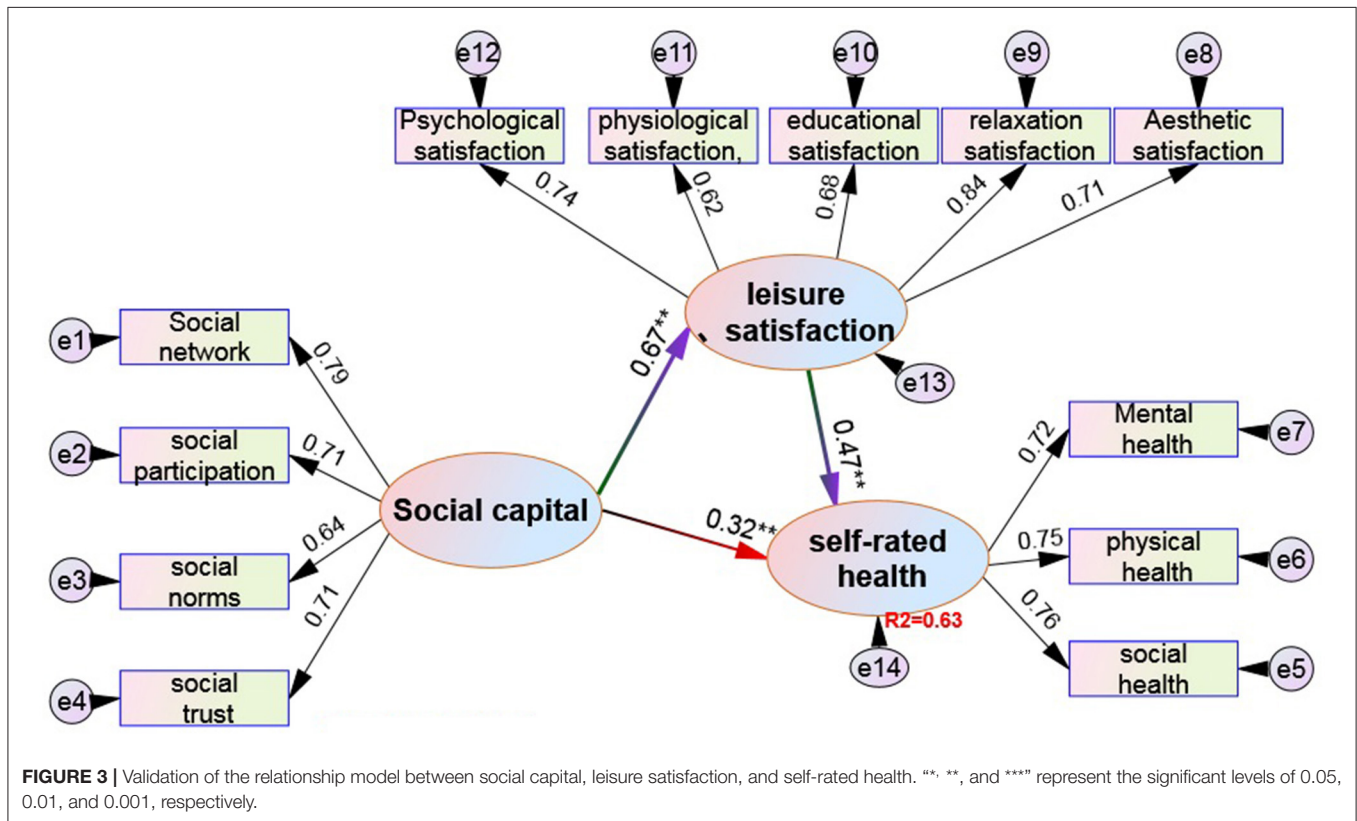 e12
e11
e10
e9
e8
Psychological
satisfaction
physiological
satisfaction,
educational
satisfaction
relaxation
satisfaction
Aesthetic
satisfaction
0.74
0.62
0.68
0.84
0.71
leisure
satisfaction
e13
e1
Social
network
0.79
e2
social
participation
0.71
e3
social
norms
0.64
e4
social
trust
0.71
Social capital
0.67**
0.47**
0.32**
self-rated
health
R2=0.63
e14
0.72
Mental
health
e7
0.75
physical
health
e6
0.76
social
health
e5
FIGURE 3 | Validation of the relationship model between social capital, leisure satisfaction, and self-rated health. “*, **, and ***” represent the significant levels of 0.05,
0.01, and 0.001, respectively.